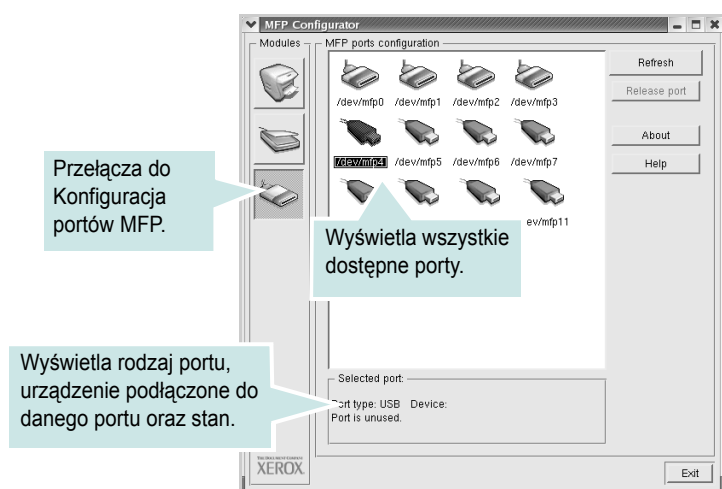 MFP Configurator
Modules
MFP ports configuration
Refresh
Release port
About
Help
/dev/mfp0 /dev/mfp1 /dev/mfp2 /dev/mfp3
/dev/mfp4 /dev/mfp5 /dev/mfp6 /dev/mfp7
ev/mfp11
Przełącza do
Konfiguracja
portów MFP.
Wyświetla wszystkie
dostępne porty.
Wyświetla rodzaj portu,
urządzenie podłączone do
danego portu oraz stan.
Selected port:
Port type: USB Device:
Port is unused.
THE DOCUMENT COMPANY
XEROX
Exit